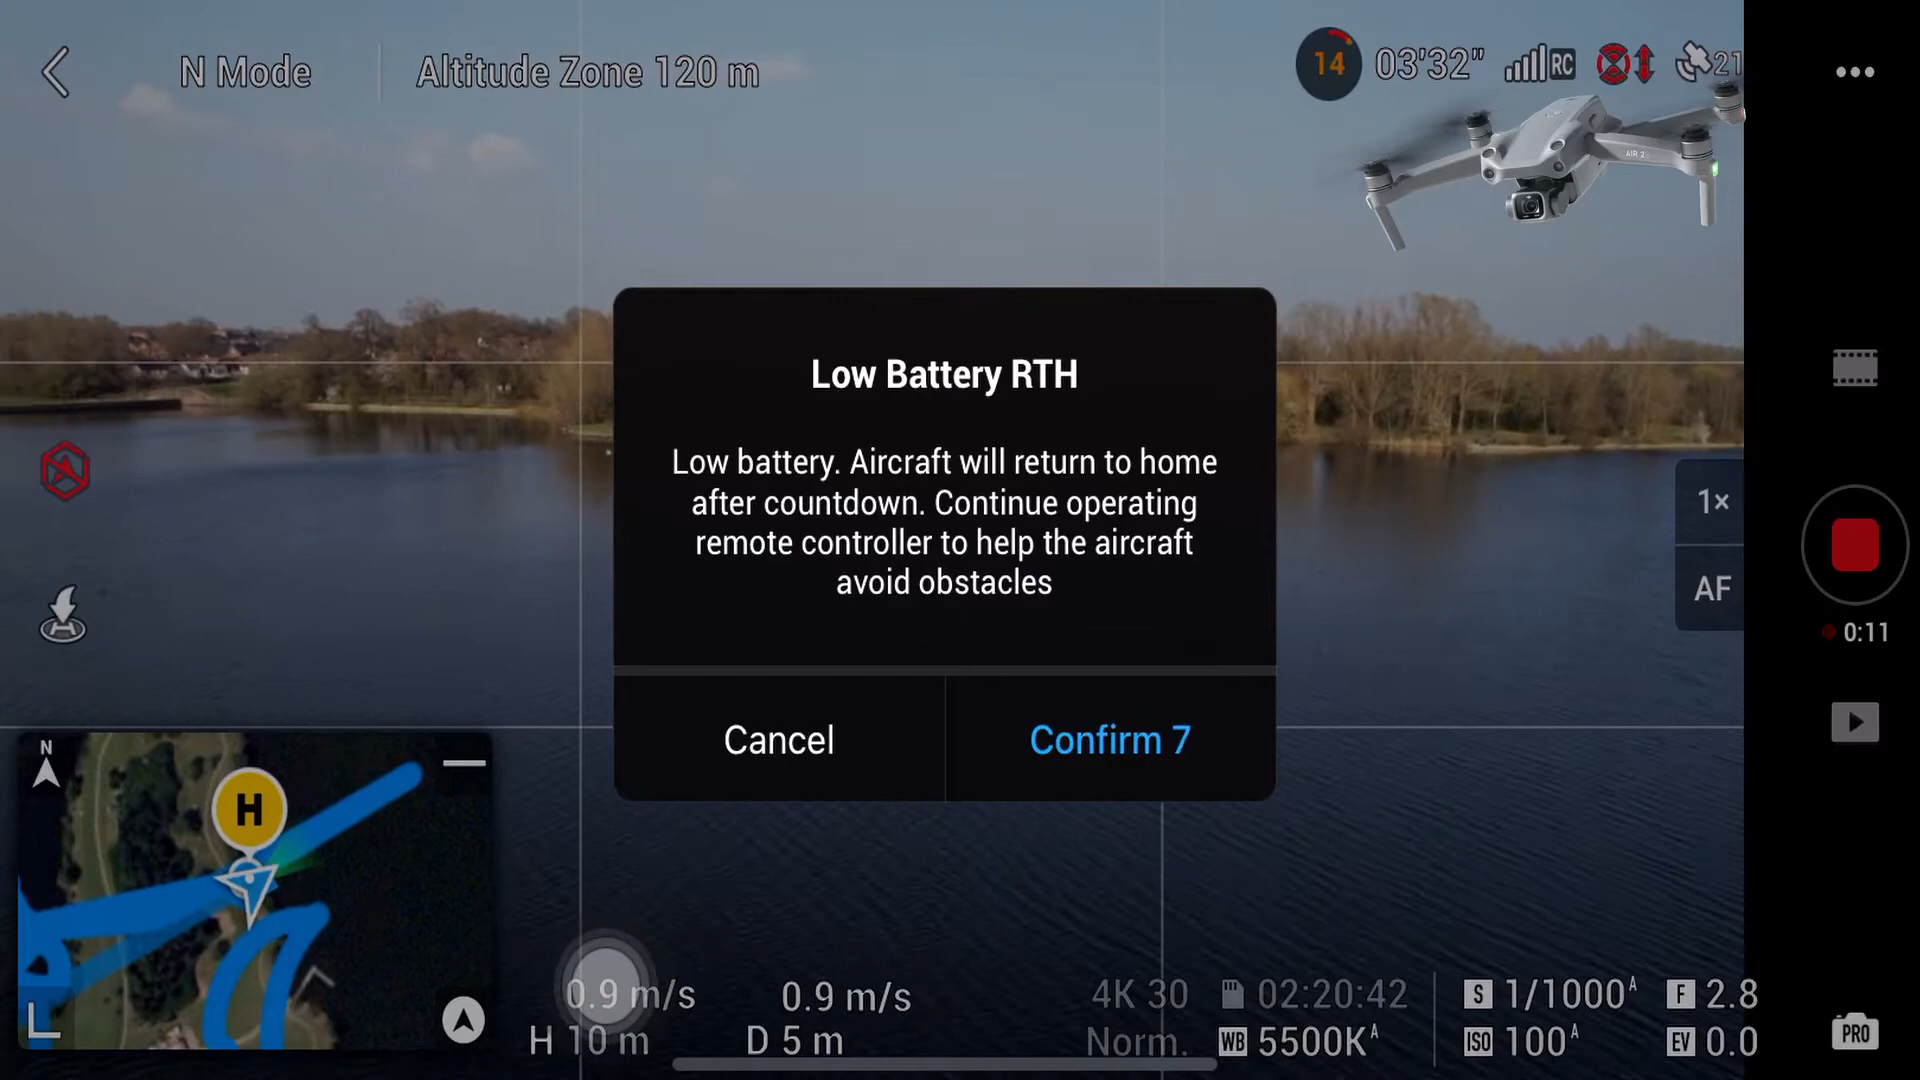 N Mode
Altitude Zone 120 m
14
03'32"
RC
21
AIR 2S
Low Battery RTH
Low battery. Aircraft will return to home
after countdown. Continue operating
remote controller to help the aircraft
avoid obstacles
Cancel
Confirm 7
1×
AF
0:11
N
H
0.9 m/s
0.9 m/s
H 10 m
D 5 m
4K 30
02:20:42
Norm.
WB 5500K A
S 1/1000 A
F 2.8
ISO 100 A
EV 0.0
PRO